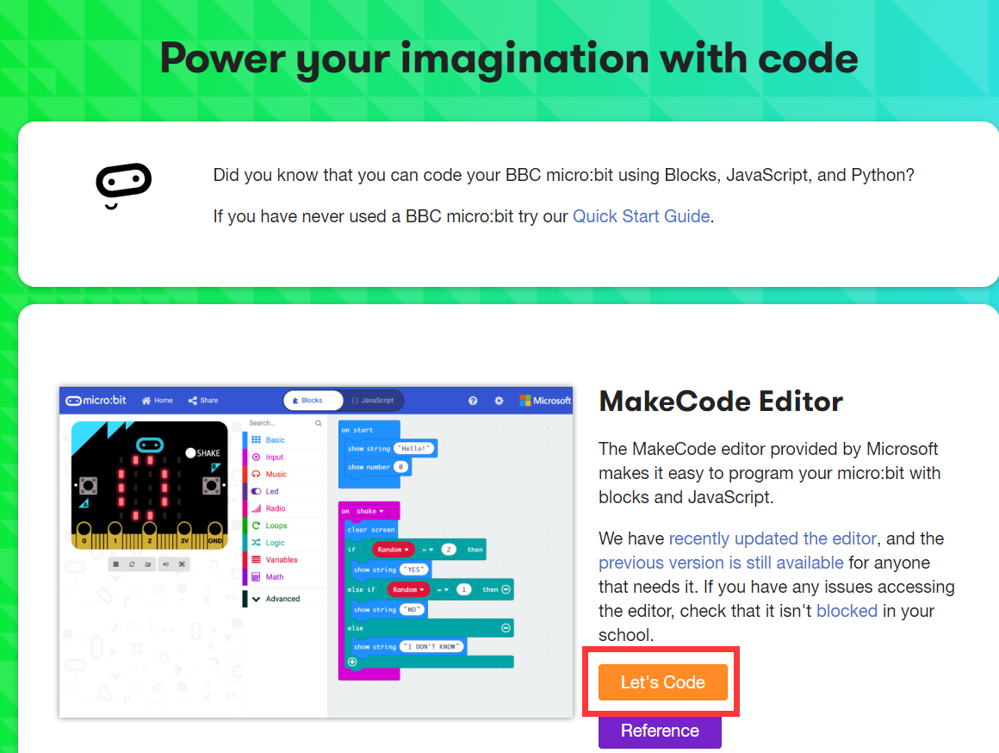 Power your imagination with code
Did you know that you can code your BBC micro:bit using Blocks, JavaScript, and Python?
If you have never used a BBC micro:bit try our Quick Start Guide.
micro:bit
Home
Share
Blocks
{} JavaScript
Microsoft
SHAKE
B
A
0
1
2
3V
GND
Search...
Basic
Input
Music
Led
Radio
Loops
Logic
Variables
Math
Advanced
on start
show string "Hello!"
show number 0
on shake
clear screen
if Random = 2 then
show string "YES"
else if Random = 1 then
show string "NO"
else
show string "I DON'T KNOW"
MakeCode Editor
The MakeCode editor provided by Microsoft
makes it easy to program your micro:bit with
blocks and JavaScript.
We have recently updated the editor, and the
previous version is still available for anyone
that needs it. If you have any issues accessing
the editor, check that it isn't blocked in your
school.
Let's Code
Reference